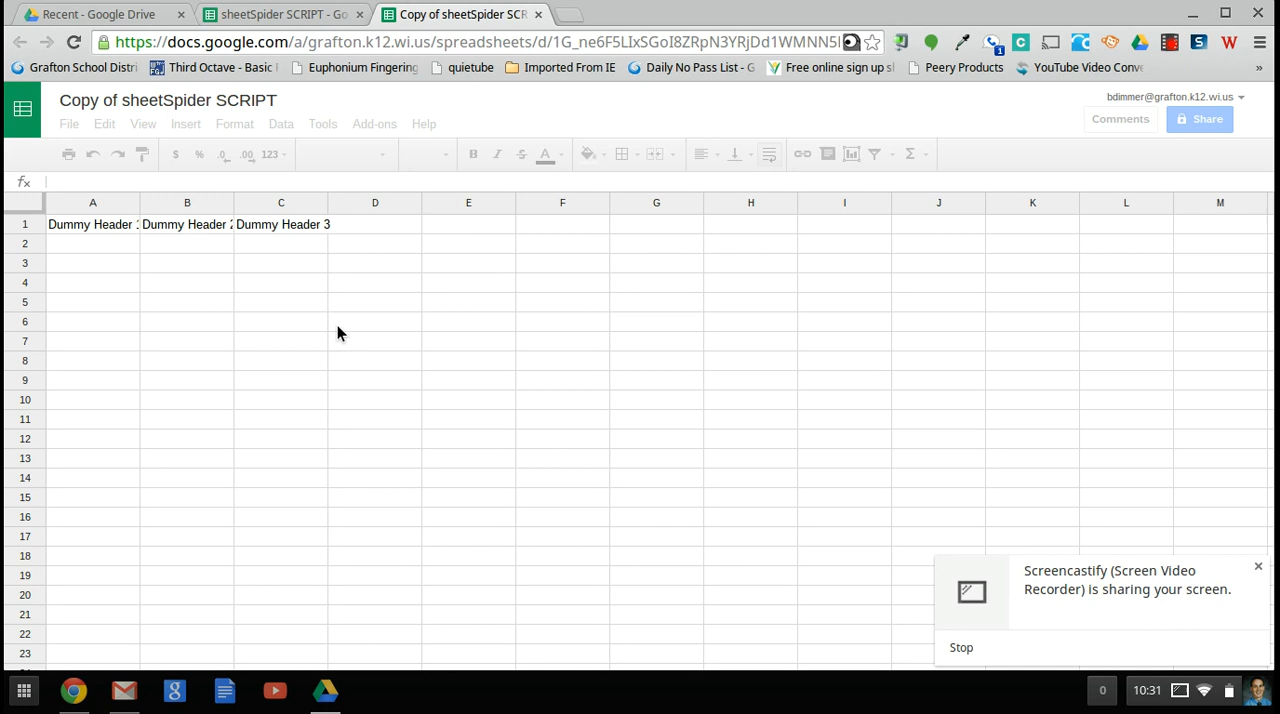 Recent - Google Drive
sheetSpider SCRIPT - Go
Copy of sheetSpider SCR
https://docs.google.com/a/grafton.k12.wi.us/spreadsheets/d/1G_ne6F5LIxSGoI8ZRpN3YRjDd1WMNN5I
Grafton School Distri
Third Octave - Basic
Euphonium Fingering
quietube
Imported From IE
Daily No Pass List - G
Free online sign up s
Peery Products
YouTube Video Conv
»
Copy of sheetSpider SCRIPT
bdimmer@grafton.k12.wi.us
File Edit View Insert Format Data Tools Add-ons Help
Comments
Share
$ % .0 .00 123
B I S A
Σ
fx
A B C D E F G H I J K L M
1 Dummy Header 1 Dummy Header 2 Dummy Header 3
2
3
4
5
6
7
8
9
10
11
12
13
14
15
16
17
18
19
20
21
22
23
Screencastify (Screen Video
Recorder) is sharing your screen.
Stop
0
10:31